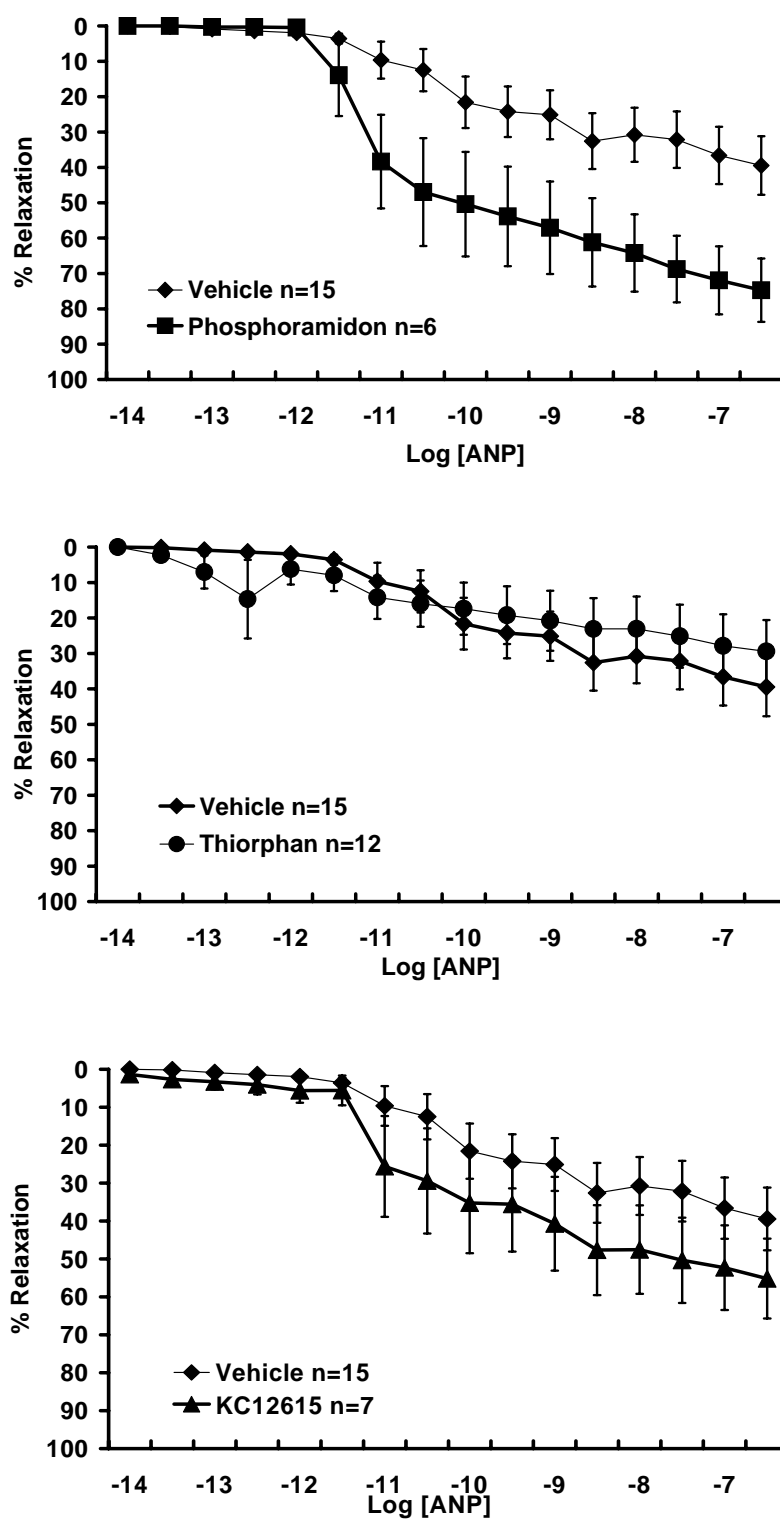 0
10
20
30
40
50
60
70
80
90
100
% Relaxation
Vehicle n=15
Phosphoramidon n=6
-14 -13 -12 -11 -10 -9 -8 -7
Log [ANP]
0
10
20
30
40
50
60
70
80
90
100
% Relaxation
Vehicle n=15
Thiorphan n=12
-14 -13 -12 -11 -10 -9 -8 -7
Log [ANP]
0
10
20
30
40
50
60
70
80
90
100
% Relaxation
Vehicle n=15
KC12615 n=7
-14 -13 -12 -11 -10 -9 -8 -7
Log [ANP]